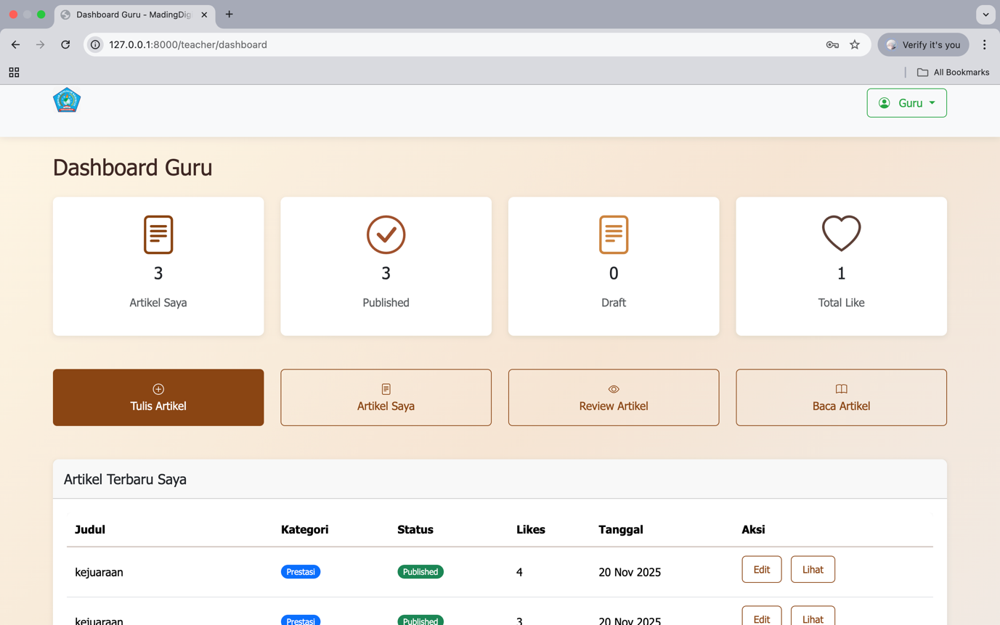 Dashboard Guru - MadingDig
127.0.0.1:8000/teacher/dashboard
Verify it's you
All Bookmarks
Guru
Dashboard Guru
3
Artikel Saya
3
Published
0
Draft
1
Total Like
Tulis Artikel
Artikel Saya
Review Artikel
Baca Artikel
Artikel Terbaru Saya
Judul Kategori Status Likes Tanggal Aksi
kejuaraan Prestasi Published 4 20 Nov 2025 Edit Lihat
kejuaraan Prestasi Published 3 20 Nov 2025 Edit Lihat